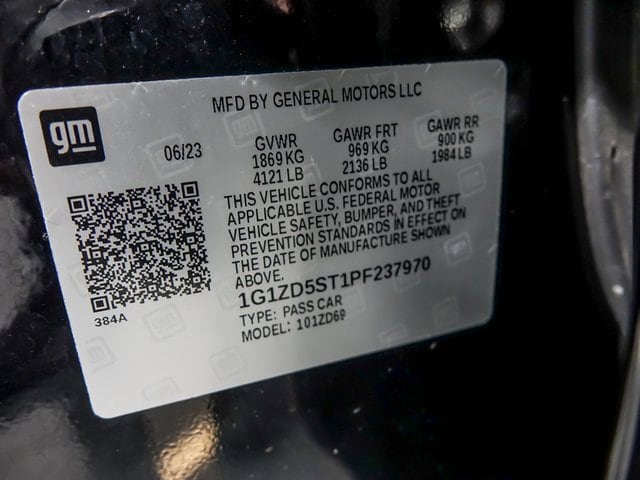 MFD BY GENERAL MOTORS LLC
gm
06/23
GVWR GAWR FRT GAWR RR
1869 KG 969 KG 900 KG
4121 LB 2136 LB 1984 LB
THIS VEHICLE CONFORMS TO ALL
APPLICABLE U.S. FEDERAL MOTOR
VEHICLE SAFETY, BUMPER, AND THEFT
PREVENTION STANDARDS IN EFFECT ON
THE DATE OF MANUFACTURE SHOWN
ABOVE.
1G1ZD5ST1PF237970
TYPE: PASS CAR
MODEL: 101ZD69
384A